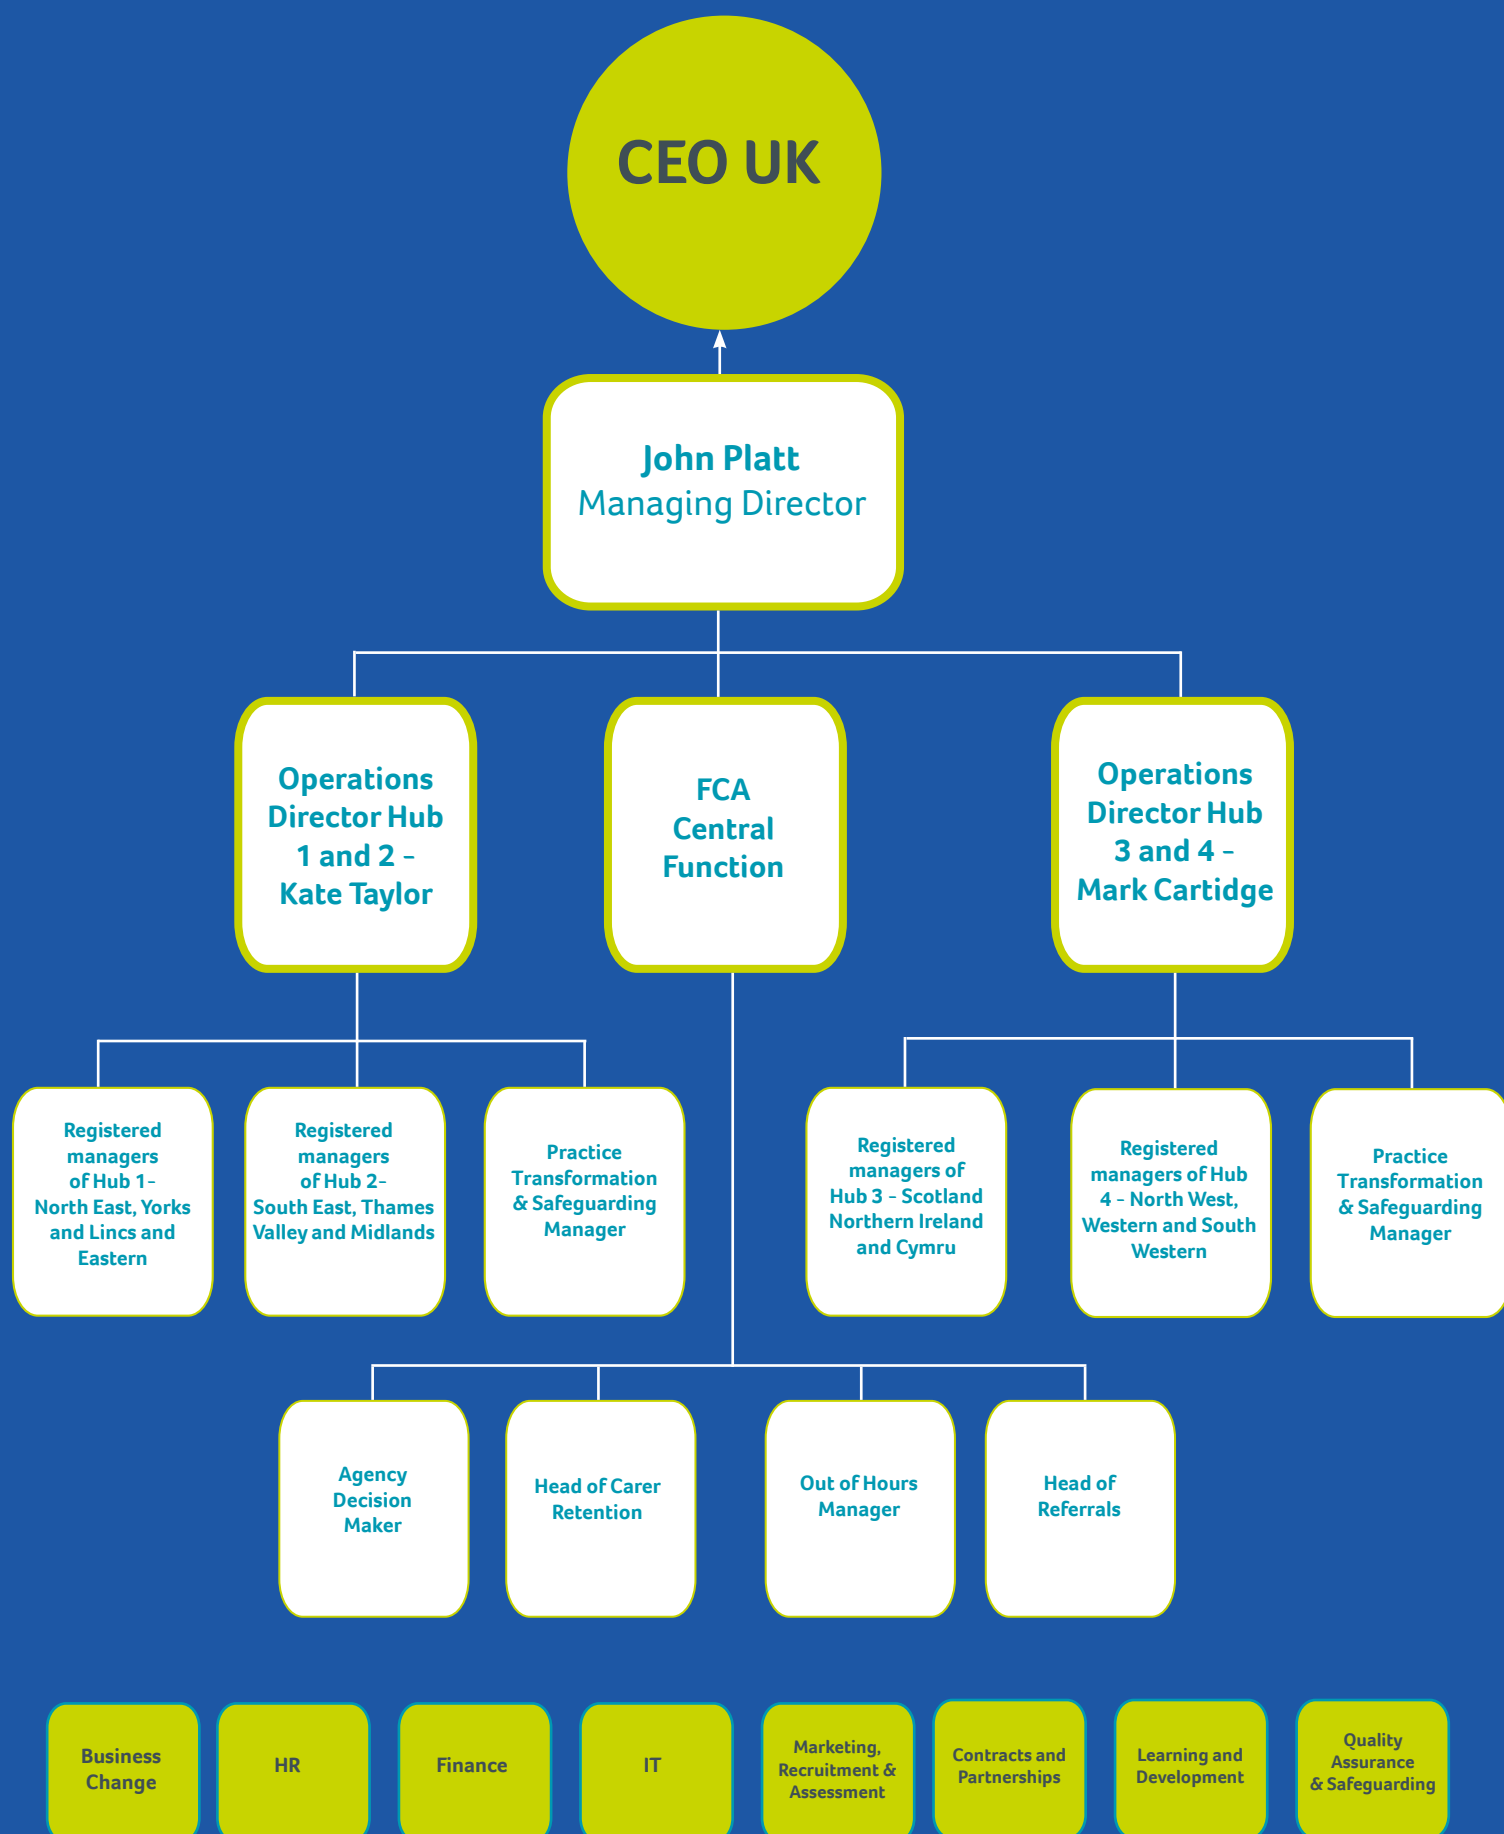 CEO UK
John Platt
Managing Director
Operations
Director Hub
1 and 2 -
Kate Taylor
FCA
Central
Function
Operations
Director Hub
3 and 4 -
Mark Cartidge
Registered
managers
of Hub 1-
North East, Yorks
and Lincs and
Eastern
Registered
managers
of Hub 2-
South East, Thames
Valley and Midlands
Practice
Transformation
& Safeguarding
Manager
Registered
managers of
Hub 3 - Scotland
Northern Ireland
and Cymru
Registered
managers of Hub
4 - North West,
Western and South
Western
Practice
Transformation
& Safeguarding
Manager
Agency
Decision
Maker
Head of Carer
Retention
Out of Hours
Manager
Head of
Referrals
Business
Change
HR
Finance
IT
Marketing,
Recruitment &
Assessment
Contracts and
Partnerships
Learning and
Development
Quality
Assurance
& Safeguarding